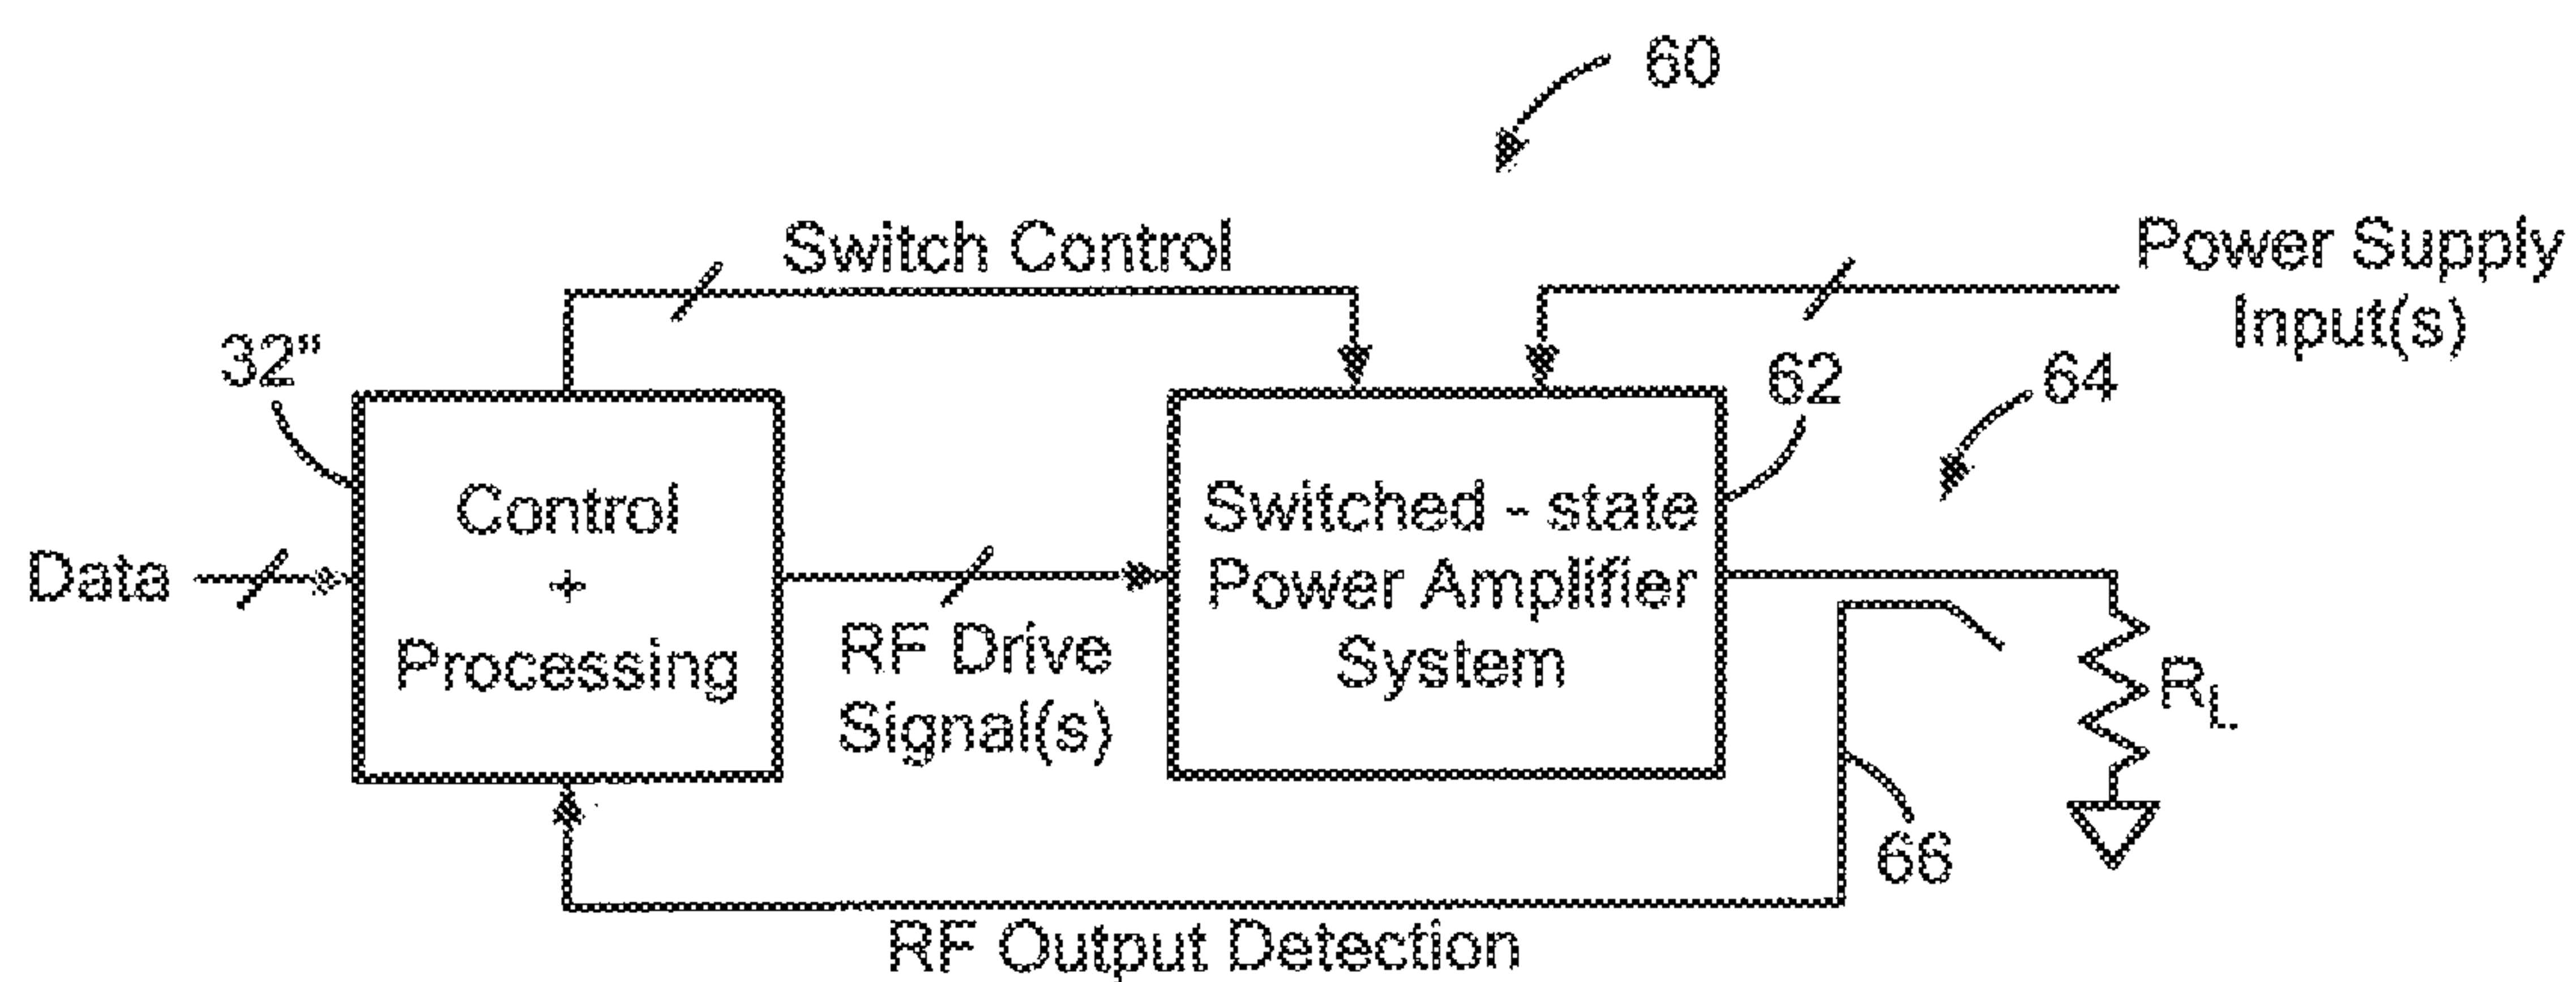 60
Switch Control
Power Supply
Input(s)
32"
62
64
Control
+
Processing
Switched - state
Power Amplifier
System
Data
RF Drive
Signal(s)
RL
66
RF Output Detection